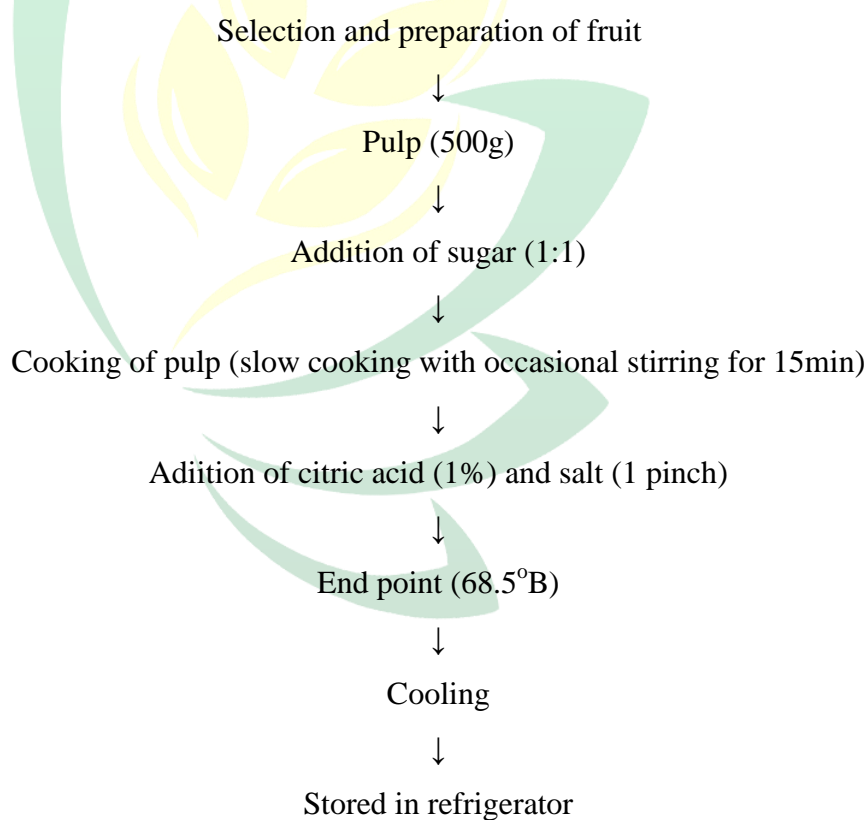 Selection and preparation of fruit
↓
Pulp (500g)
↓
Addition of sugar (1:1)
↓
Cooking of pulp (slow cooking with occasional stirring for 15min)
↓
Adiition of citric acid (1%) and salt (1 pinch)
↓
End point (68.5°B)
↓
Cooling
↓
Stored in refrigerator